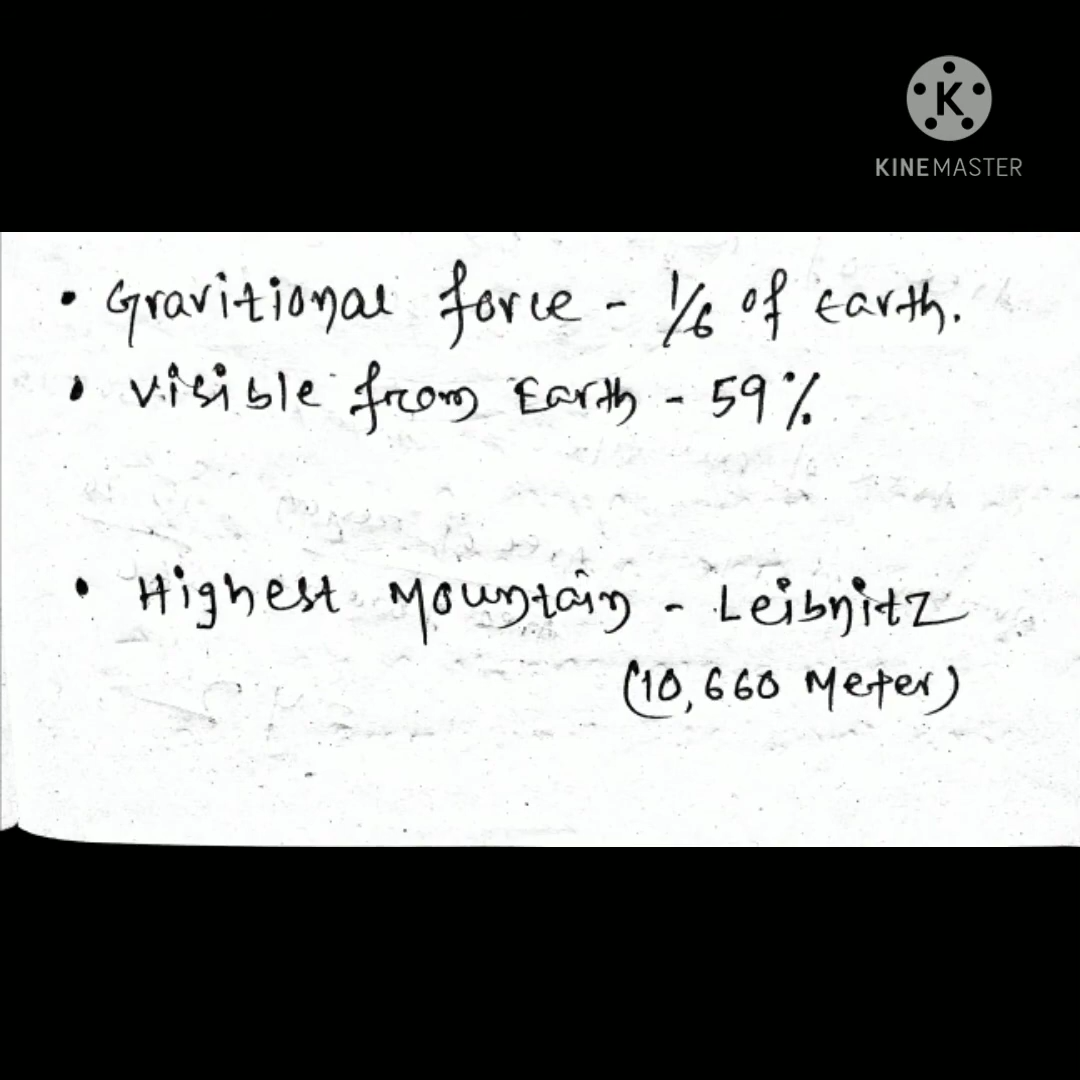 K
KINEMASTER
• Gravitional force - 1/6 of Earth.
• Visible from Earth - 59%
• Highest Mountain - Leibnitz
(10,660 Meter)